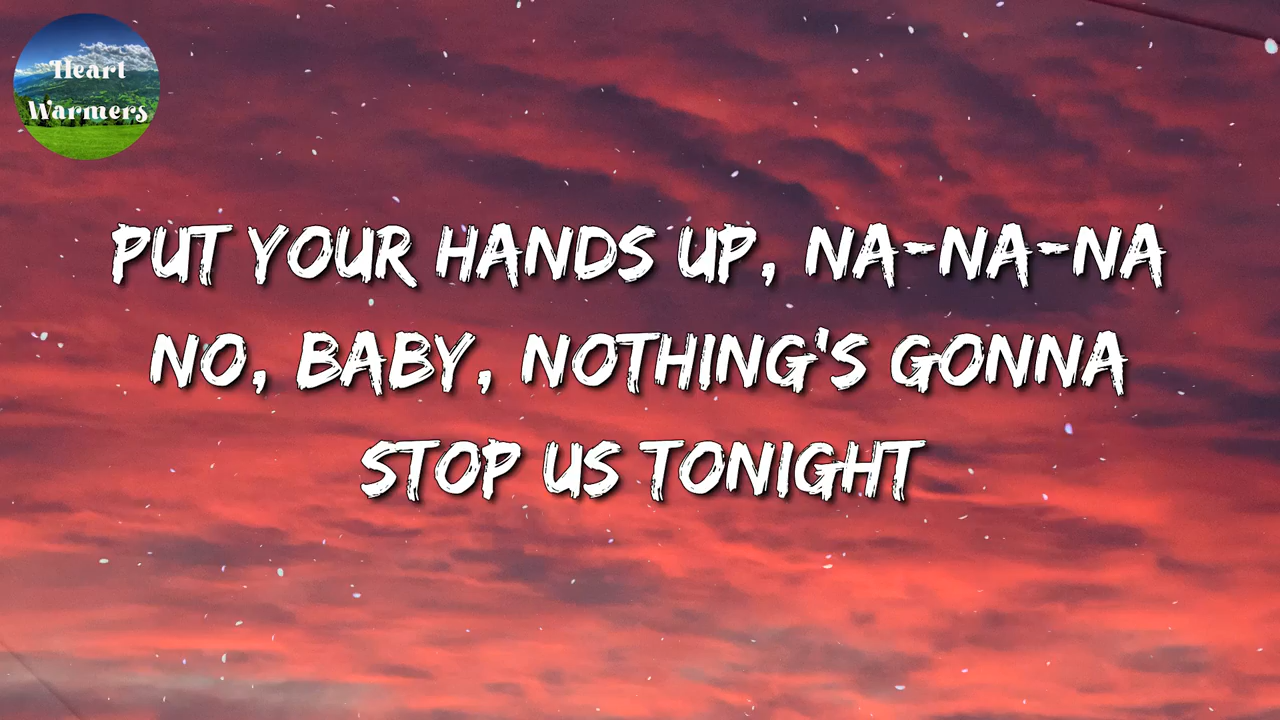 Heart
Warmers
PUT YOUR HANDS UP, NA-NA-NA
NO, BABY, NOTHING'S GONNA
STOP US TONIGHT